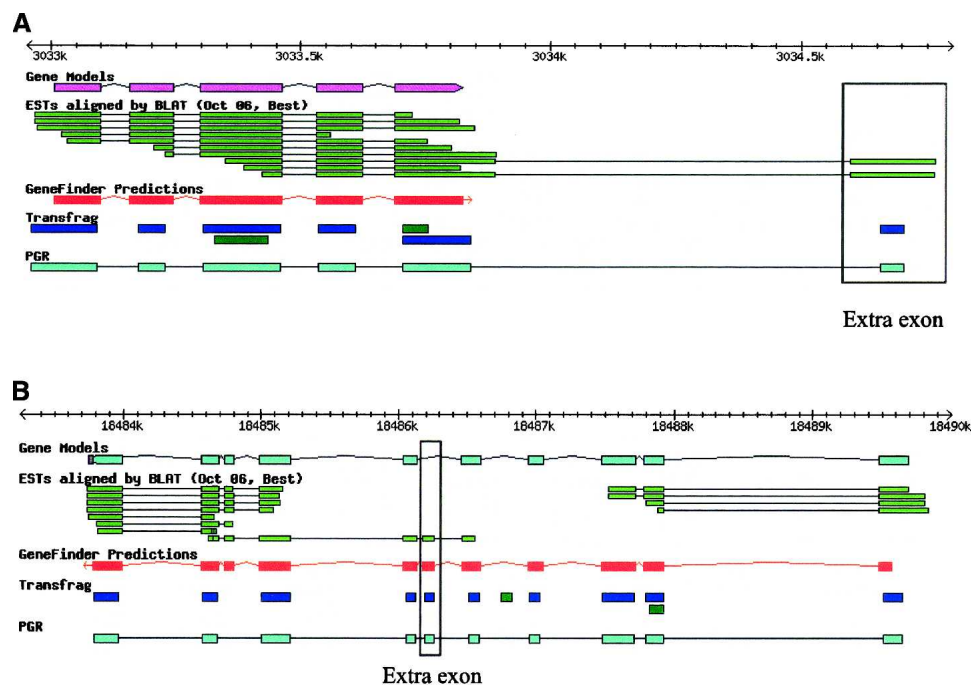 A
3033k 3033.5k 3034k 3034.5k
Gene Models
ESTs aligned by BLAT (Oct 06, Best)
GeneFinder Predictions
Transfrag
PGR
Extra exon
B
18484k 18485k 18486k 18487k 18488k 18489k 18490k
Gene Models
ESTs aligned by BLAT (Oct 06, Best)
GeneFinder Predictions
Transfrag
PGR
Extra exon